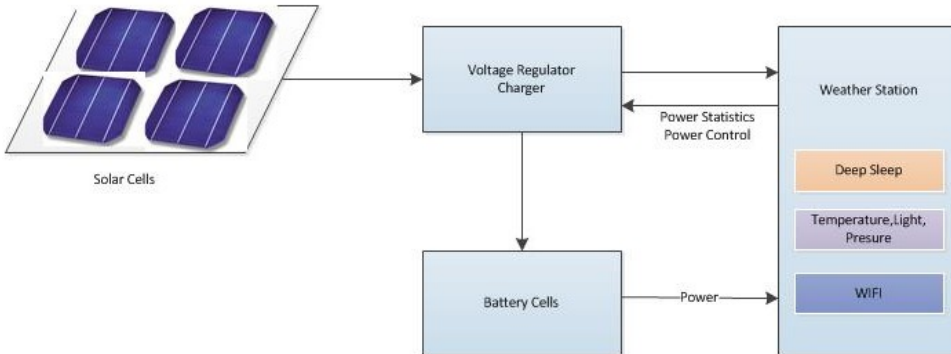 Solar Cells
Voltage Regulator
Charger
Power Statistics
Power Control
Weather Station
Deep Sleep
Temperature,Light,
Presure
WIFI
Battery Cells
Power